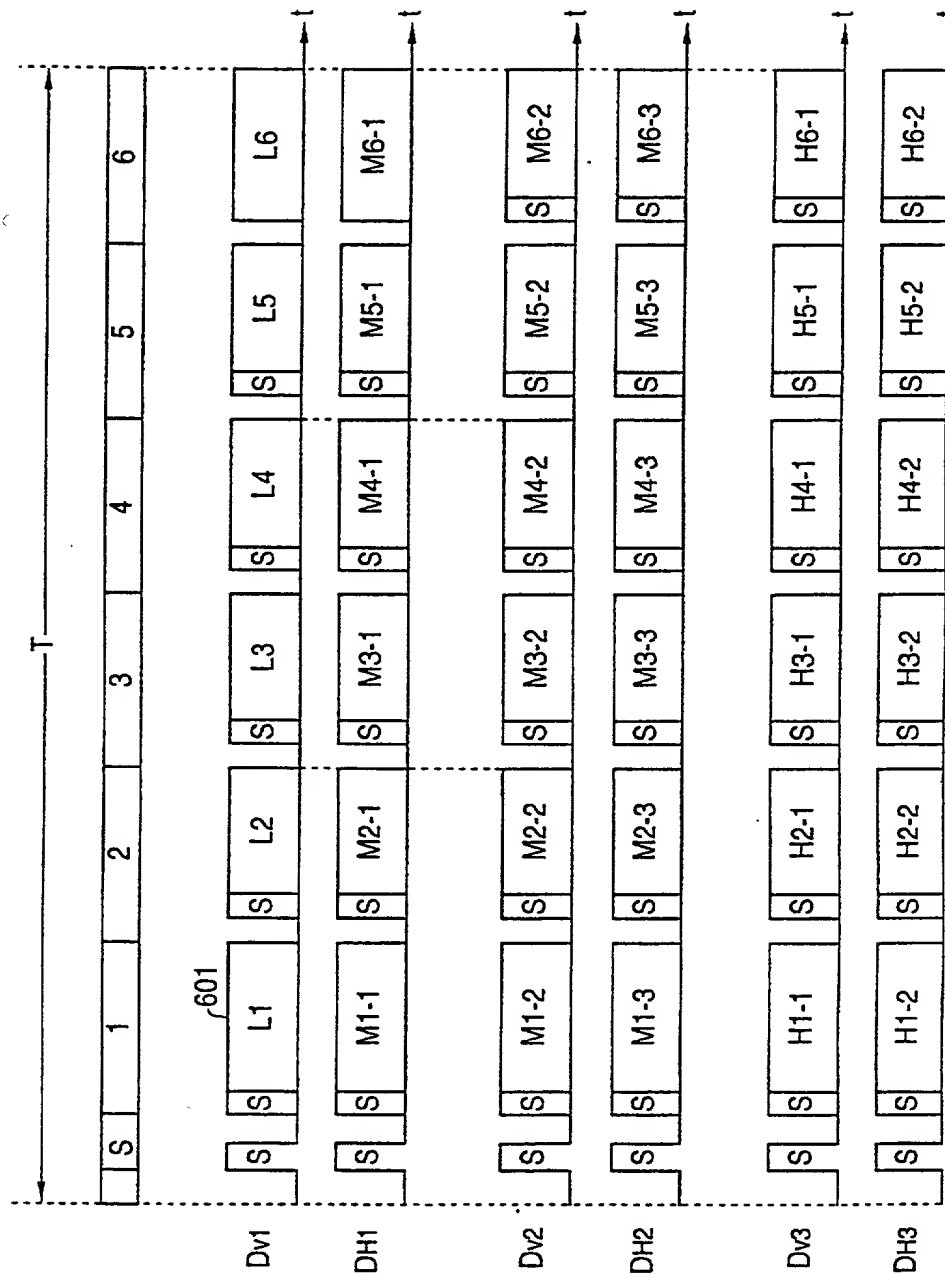 T
S 1 2 3 4 5 6
601
Dv1 S S L1 S L2 S L3 S L4 S L5 L6 t
DH1 S S M1-1 S M2-1 S M3-1 S M4-1 S M5-1 M6-1 t
Dv2 S S M1-2 S M2-2 S M3-2 S M4-2 S M5-2 S M6-2 t
DH2 S S M1-3 S M2-3 S M3-3 S M4-3 S M5-3 S M6-3 t
Dv3 S S H1-1 S H2-1 S H3-1 S H4-1 S H5-1 S H6-1 t
DH3 S S H1-2 S H2-2 S H3-2 S H4-2 S H5-2 S H6-2 t